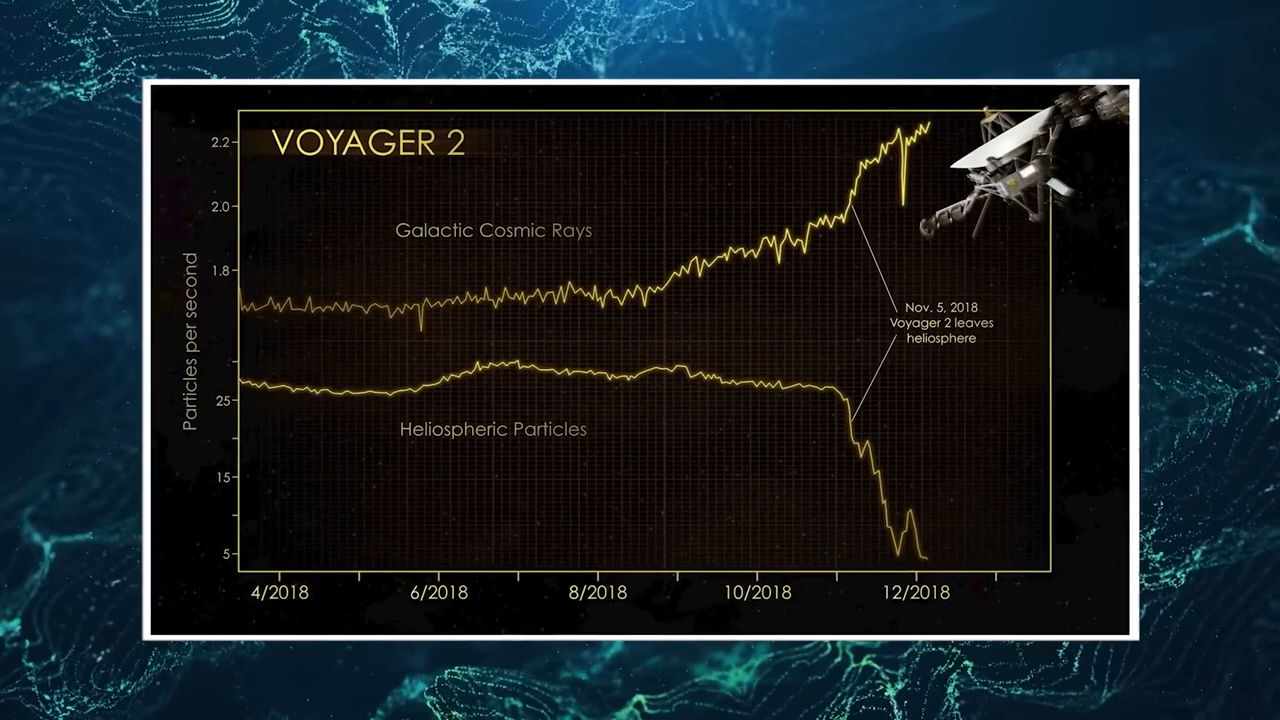 VOYAGER 2
2.2
2.0
1.8
25
15
5
Particles per second
Galactic Cosmic Rays
Nov. 5, 2018
Voyager 2 leaves
heliosphere
Heliospheric Particles
4/2018 6/2018 8/2018 10/2018 12/2018